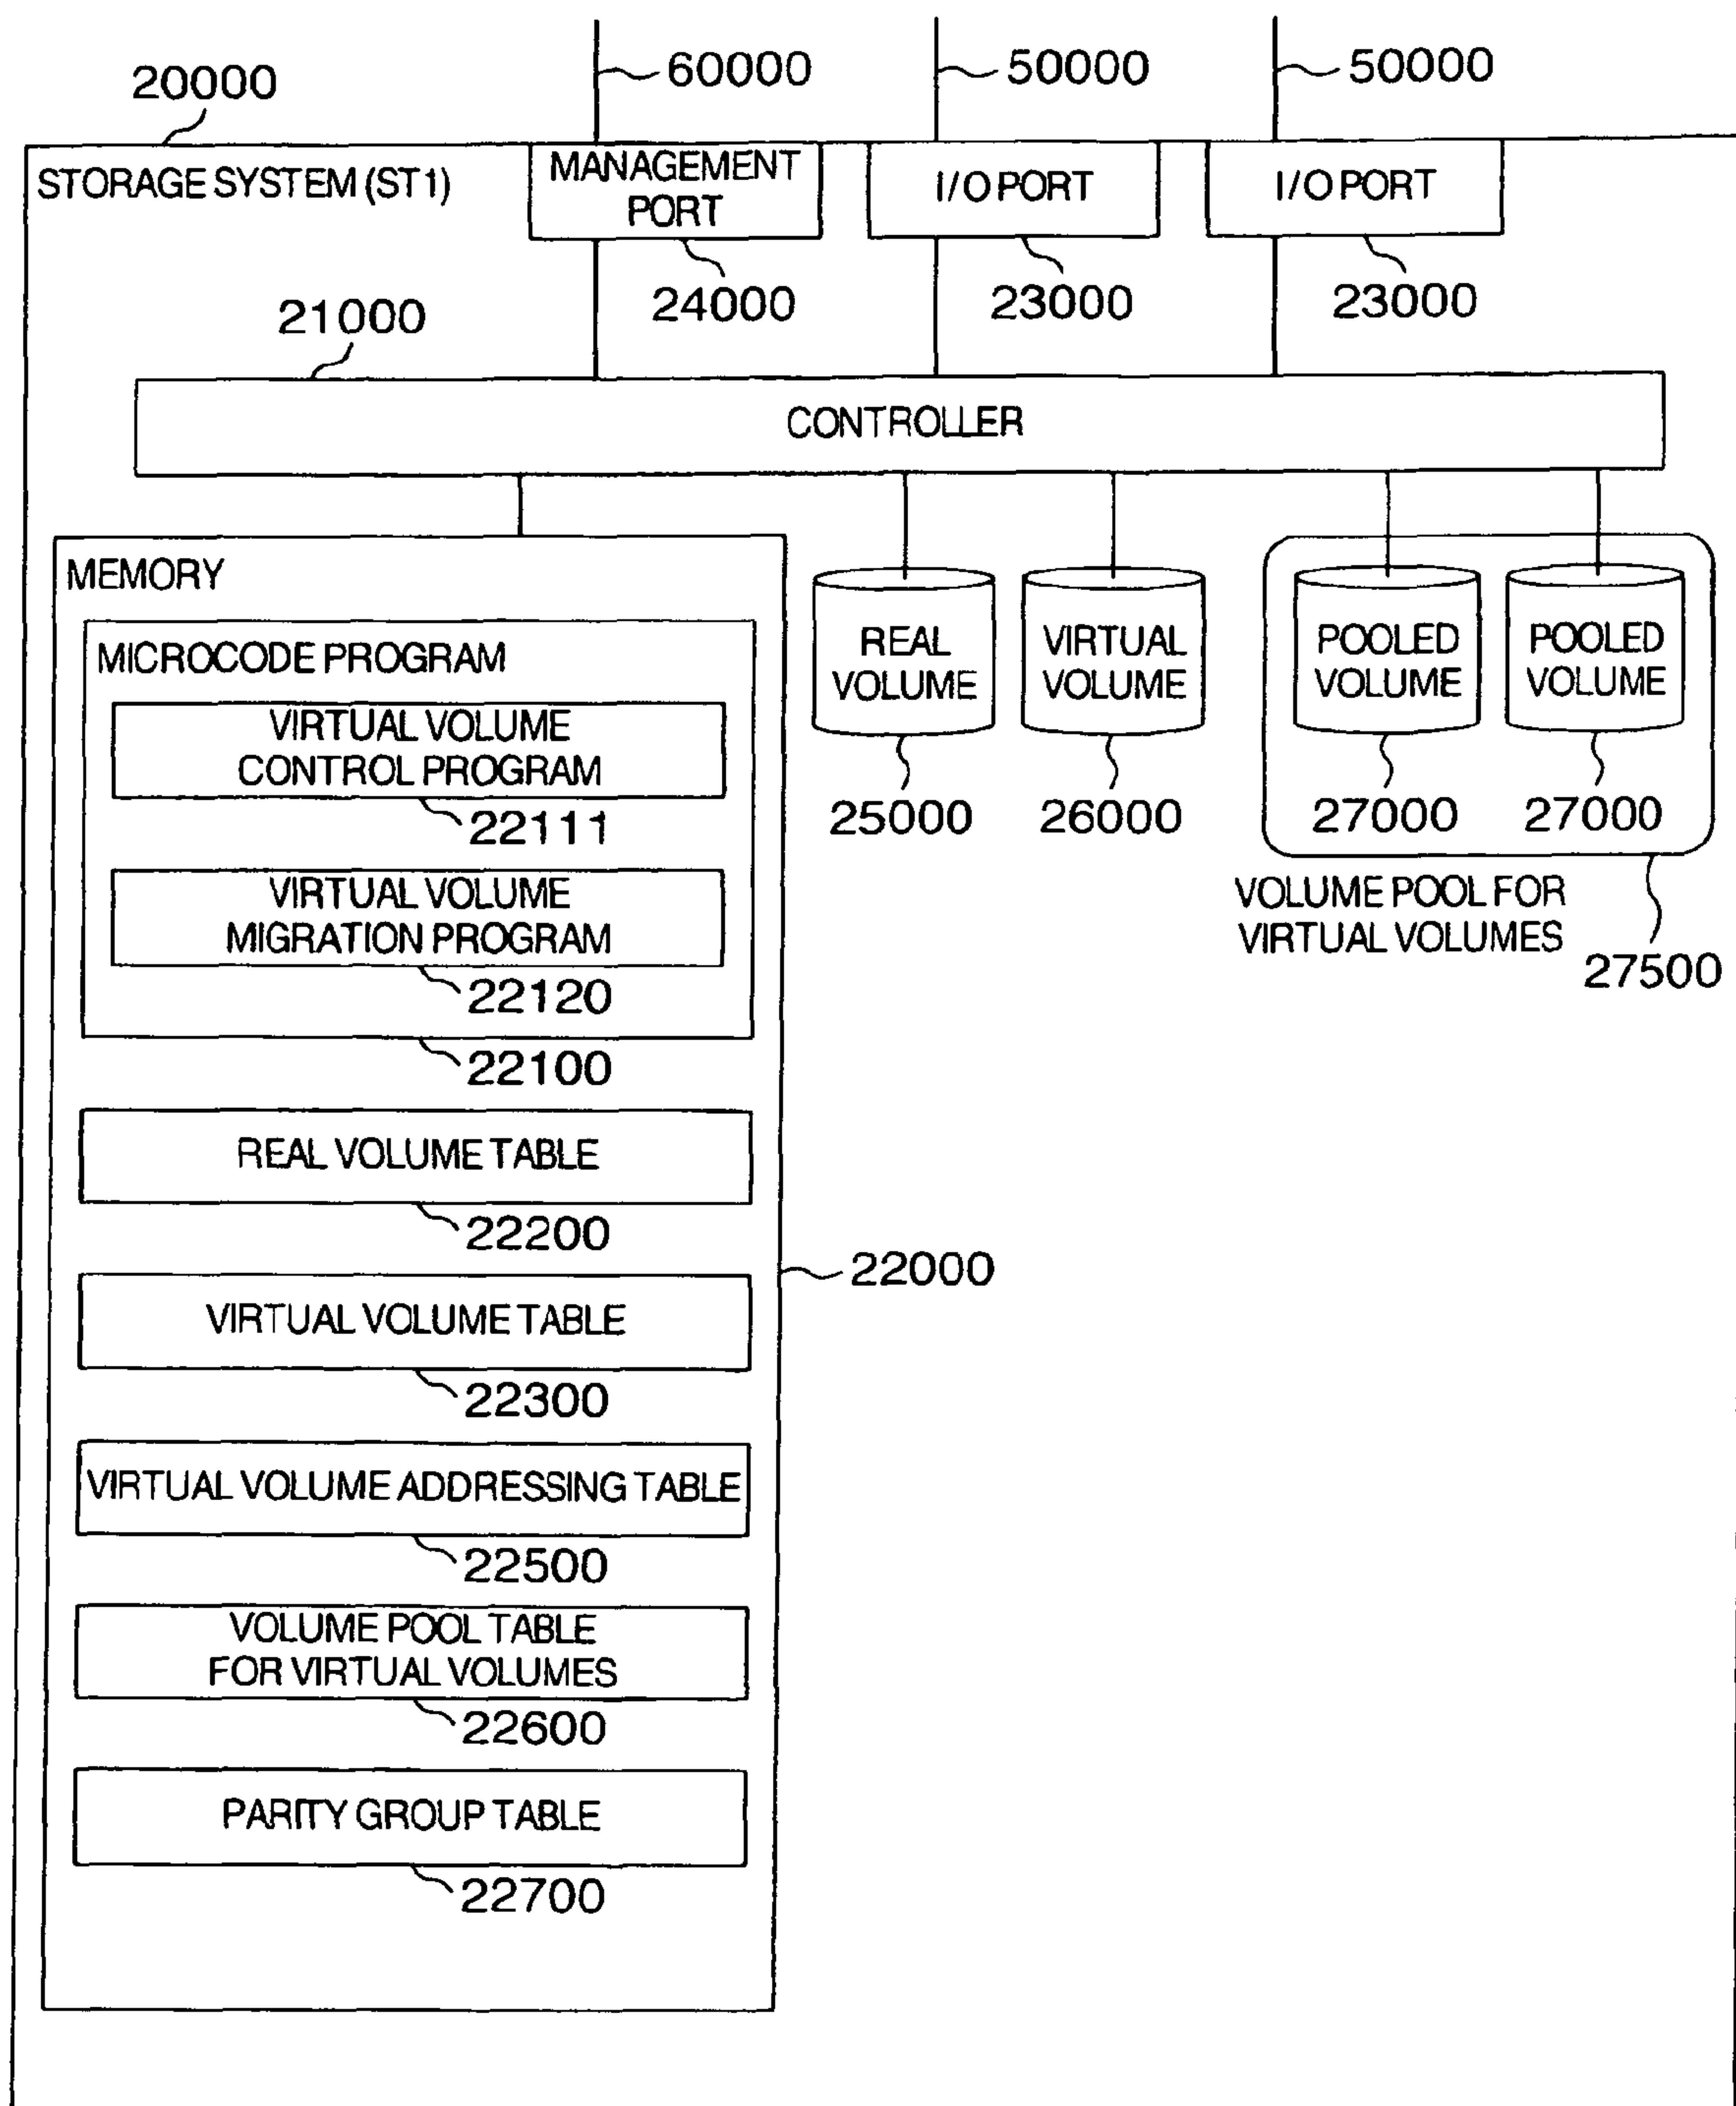 60000
50000
50000
20000
STORAGE SYSTEM (ST1)
MANAGEMENT
PORT
I/O PORT
I/O PORT
24000
23000
23000
21000
CONTROLLER
MEMORY
MICROCODE PROGRAM
VIRTUAL VOLUME
CONTROL PROGRAM
22111
VIRTUAL VOLUME
MIGRATION PROGRAM
22120
22100
REAL VOLUME TABLE
22200
VIRTUAL VOLUME TABLE
22300
VIRTUAL VOLUME ADDRESSING TABLE
22500
VOLUME POOL TABLE
FOR VIRTUAL VOLUMES
22600
PARITY GROUP TABLE
22700
22000
REAL
VOLUME
25000
VIRTUAL
VOLUME
26000
POOLED
VOLUME
27000
POOLED
VOLUME
27000
VOLUME POOL FOR
VIRTUAL VOLUMES
27500